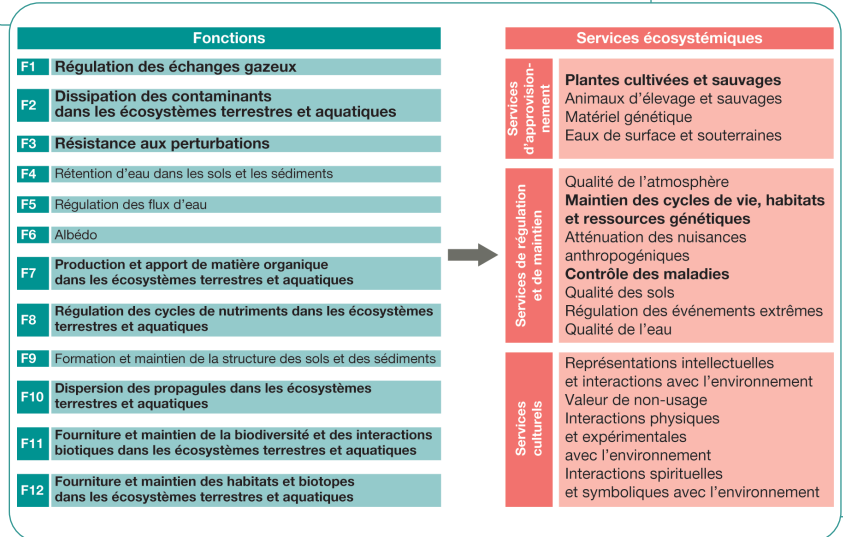 Fonctions
F1 Régulation des échanges gazeux
F2 Dissipation des contaminants
dans les écosystèmes terrestres et aquatiques
F3 Résistance aux perturbations
F4 Rétention d'eau dans les sols et les sédiments
F5 Régulation des flux d'eau
F6 Albédo
F7 Production et apport de matière organique
dans les écosystèmes terrestres et aquatiques
F8 Régulation des cycles de nutriments dans les écosystèmes
terrestres et aquatiques
F9 Formation et maintien de la structure des sols et des sédiments
F10 Dispersion des propagules dans les écosystèmes
terrestres et aquatiques
F11 Fourniture et maintien de la biodiversité et des interactions
biotiques dans les écosystèmes terrestres et aquatiques
F12 Fourniture et maintien des habitats et biotopes
dans les écosystèmes terrestres et aquatiques
Services écosystémiques
Services
d'approvision-
nement
Plantes cultivées et sauvages
Animaux d'élevage et sauvages
Matériel génétique
Eaux de surface et souterraines
Services de régulation
et de maintien
Qualité de l'atmosphère
Maintien des cycles de vie, habitats
et ressources génétiques
Atténuation des nuisances
anthropogéniques
Contrôle des maladies
Qualité des sols
Régulation des événements extrêmes
Qualité de l'eau
Services
culturels
Représentations intellectuelles
et interactions avec l'environnement
Valeur de non-usage
Interactions physiques
et expérimentales
avec l'environnement
Interactions spirituelles
et symboliques avec l'environnement